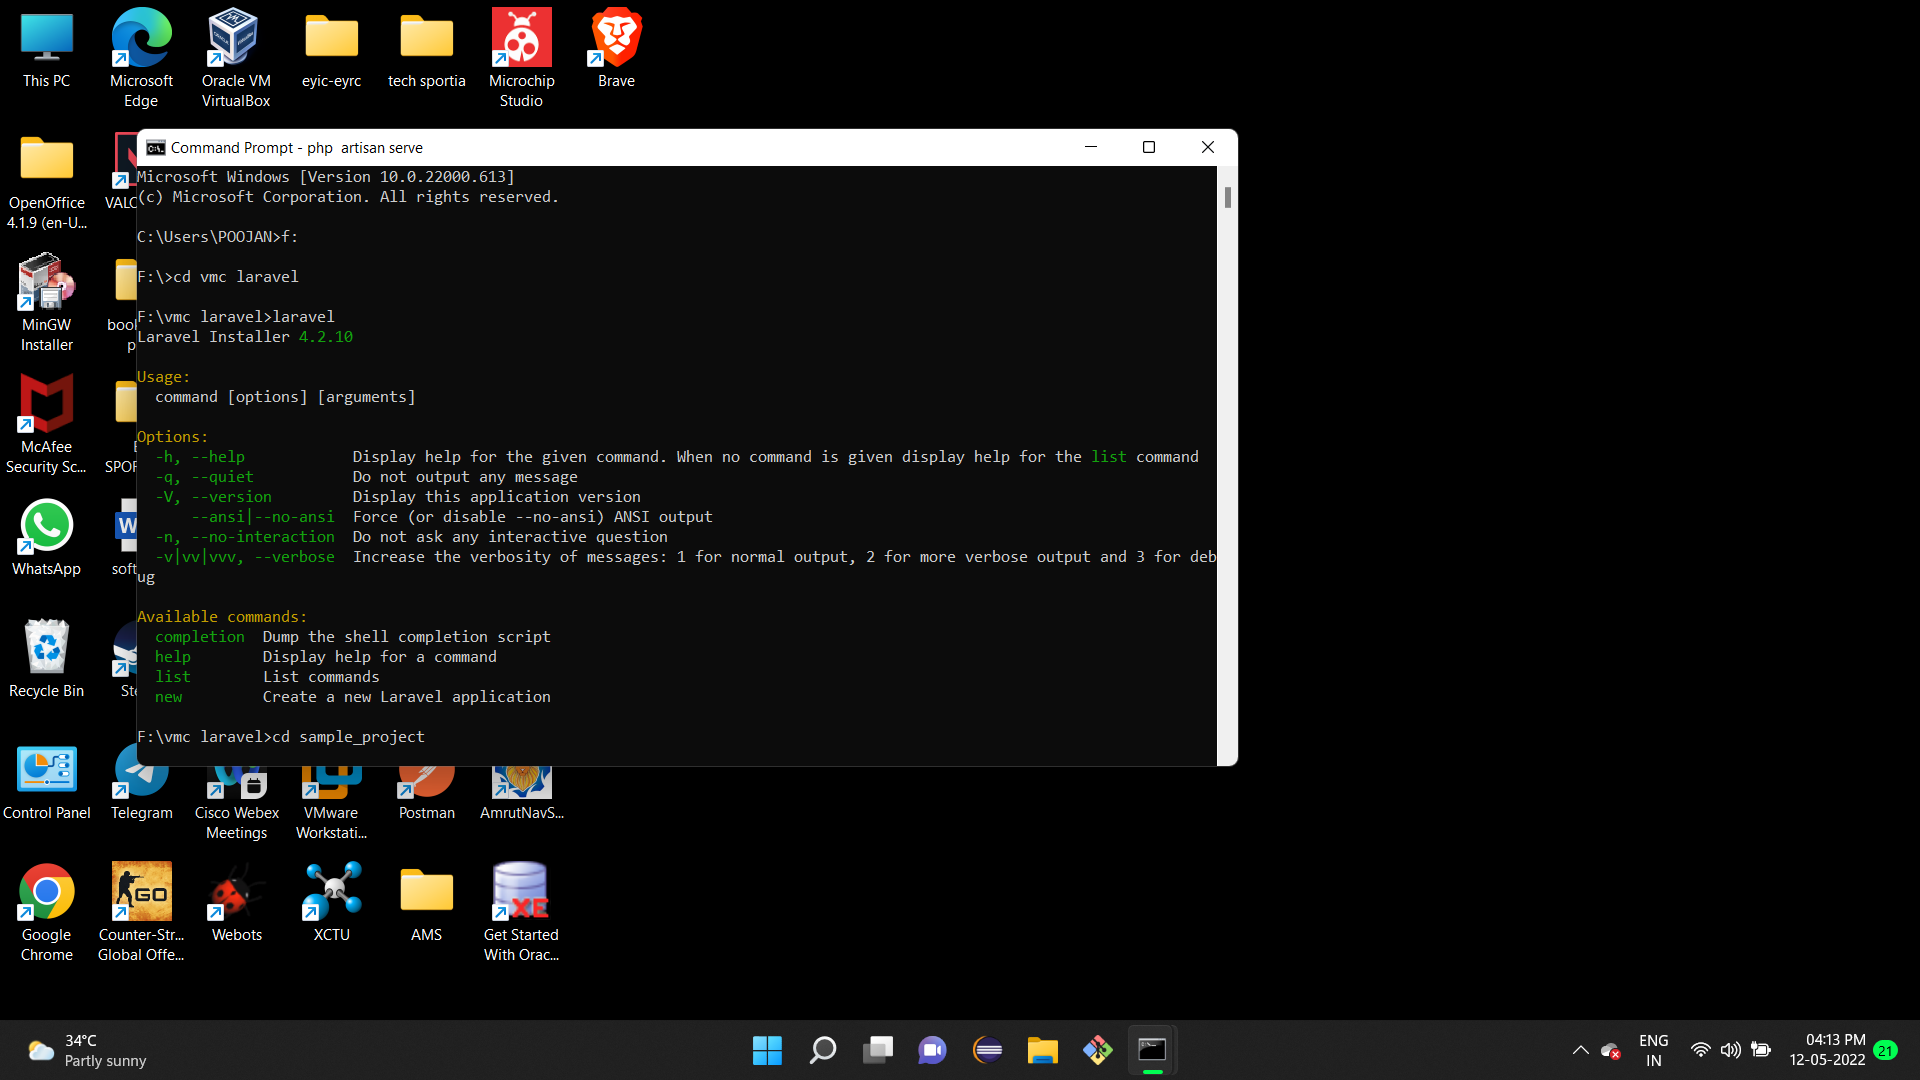 This PC
Microsoft Edge
Oracle VM VirtualBox
eyic-eyrc
tech sportia
Microchip Studio
Brave
OpenOffice 4.1.9 (en-U...
VALC
MinGW Installer
boo
p
McAfee Security Sc...
SPOR
WhatsApp
W
soft
Recycle Bin
Ste
Control Panel
Telegram
Cisco Webex Meetings
VMware Workstati...
Postman
AmrutNavS...
Google Chrome
GO
Counter-Str... Global Offe...
Webots
XCTU
AMS
XE
Get Started With Orac...
Command Prompt - php  artisan serve
Microsoft Windows [Version 10.0.22000.613]
(c) Microsoft Corporation. All rights reserved.
C:\Users\POOJAN>f:
F:\>cd vmc laravel
F:\vmc laravel>laravel
Laravel Installer 4.2.10
Usage:
command [options] [arguments]
Options:
-h, --help Display help for the given command. When no command is given display help for the list command
-q, --quiet Do not output any message
-V, --version Display this application version
--ansi|--no-ansi Force (or disable --no-ansi) ANSI output
-n, --no-interaction Do not ask any interactive question
-v|vv|vvv, --verbose Increase the verbosity of messages: 1 for normal output, 2 for more verbose output and 3 for deb
ug
Available commands:
completion Dump the shell completion script
help Display help for a command
list List commands
new Create a new Laravel application
F:\vmc laravel>cd sample_project
34°C
Partly sunny
ENG
IN
04:13 PM
12-05-2022
21